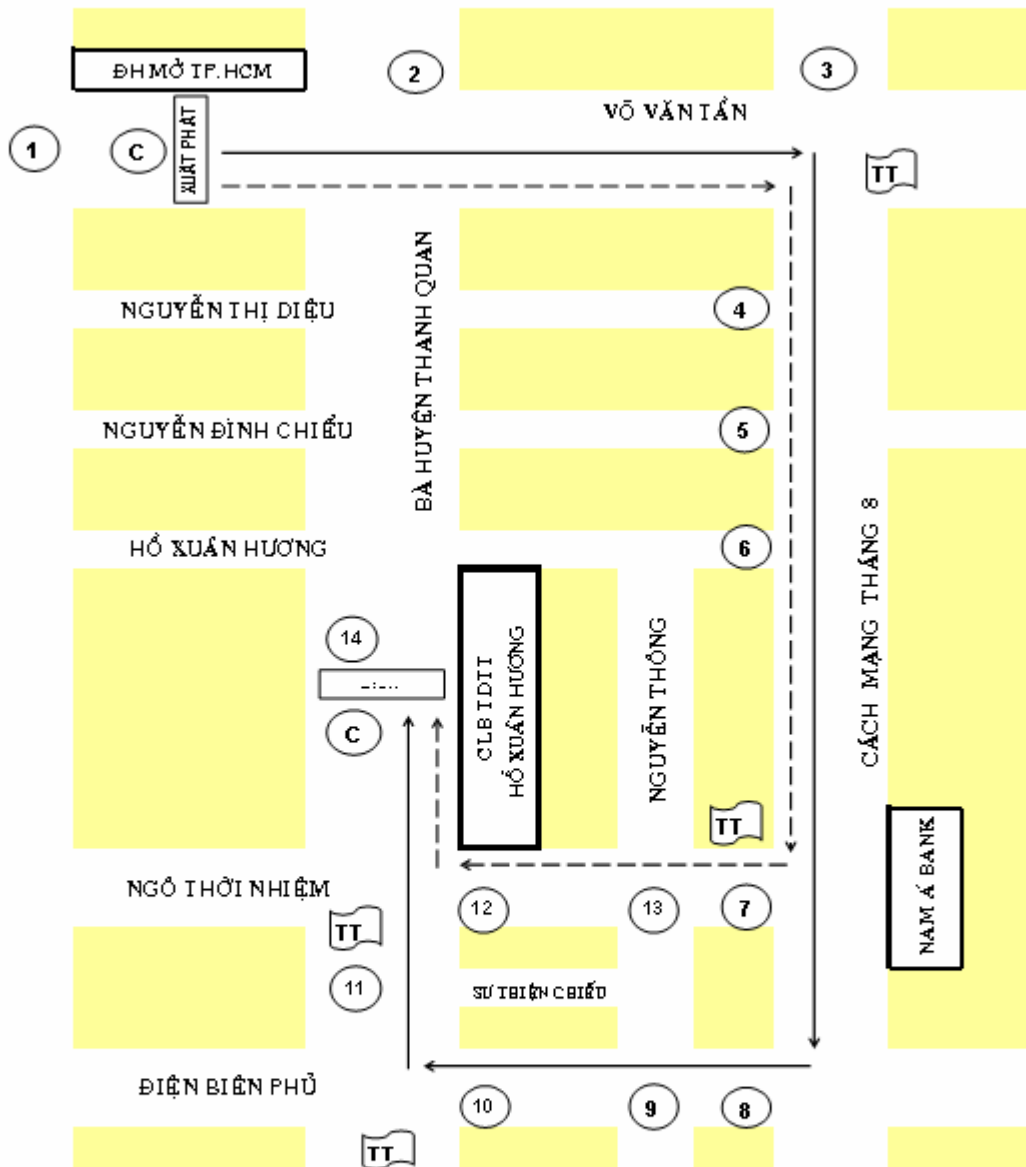 ĐH MỞ TP.HCM
2
3
VÕ VĂN TẦN
1
C
XUẤT PHÁT
TT
BÀ HUYỆN THANH QUAN
NGUYỄN THỊ DIỆU
4
NGUYỄN ĐÌNH CHIỂU
5
HỒ XUÂN HƯƠNG
6
CÁCH MẠNG THÁNG 8
14
C
CLB TDTT
HỒ XUÂN HƯƠNG
NGUYỄN THÔNG
TT
NGÔ THỜI NHIỆM
12
13
7
NAM Á BANK
TT
11
SƯ THIỆN CHIẾU
ĐIỆN BIÊN PHỦ
10
9
8
TT